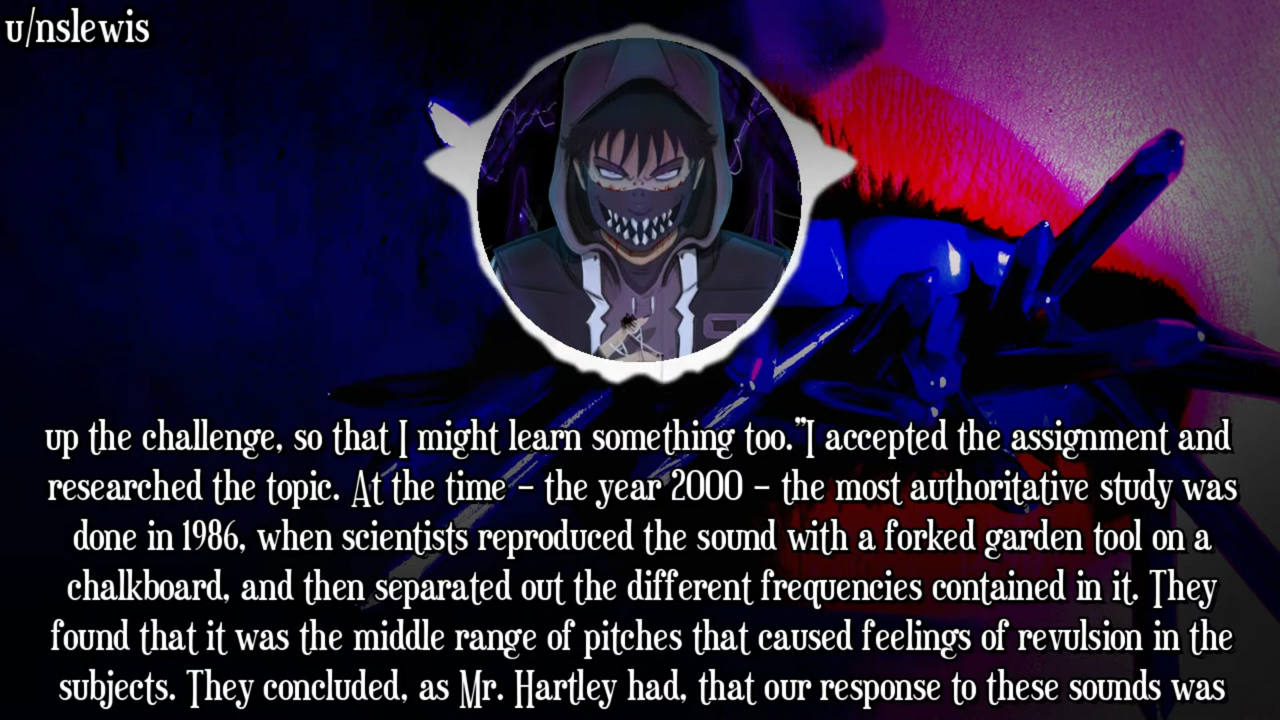 u/nslewis
up the challenge, so that I might learn something too.”I accepted the assignment and
researched the topic. At the time – the year 2000 – the most authoritative study was
done in 1986, when scientists reproduced the sound with a forked garden tool on a
chalkboard, and then separated out the different frequencies contained in it. They
found that it was the middle range of pitches that caused feelings of revulsion in the
subjects. They concluded, as Mr. Hartley had, that our response to these sounds was